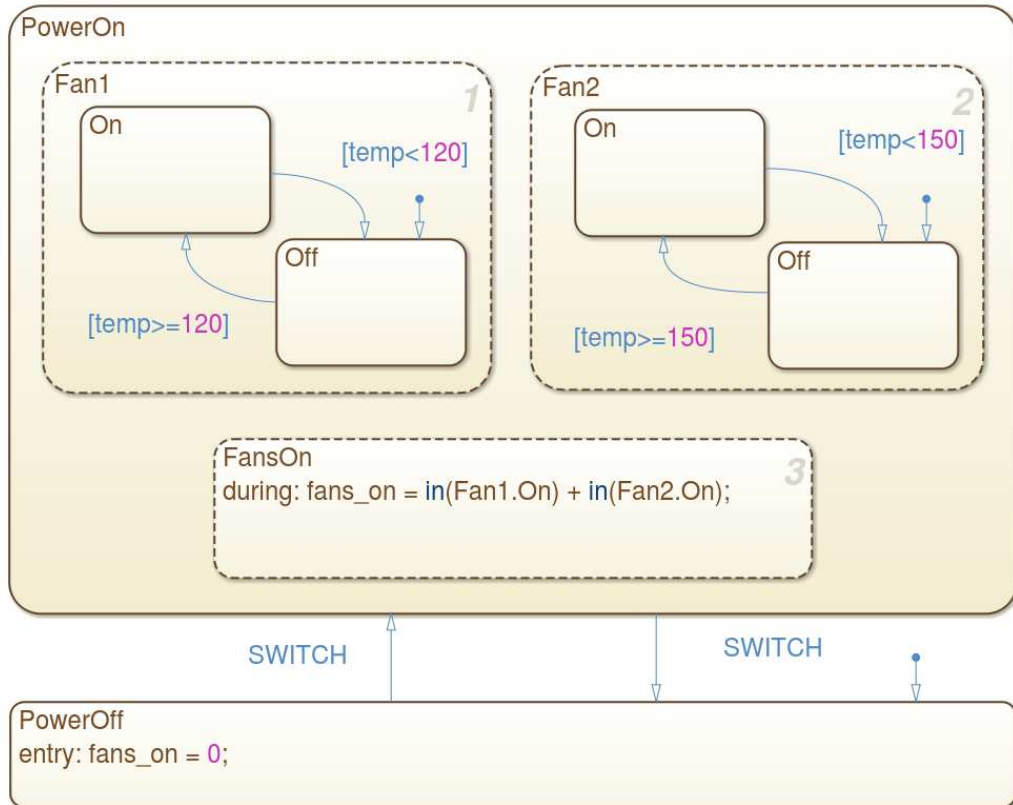 PowerOn
Fan1
1
On
[temp<120]
Off
[temp>=120]
Fan2
2
On
[temp<150]
Off
[temp>=150]
FansOn
3
during: fans_on = in(Fan1.On) + in(Fan2.On);
SWITCH
SWITCH
PowerOff
entry: fans_on = 0;